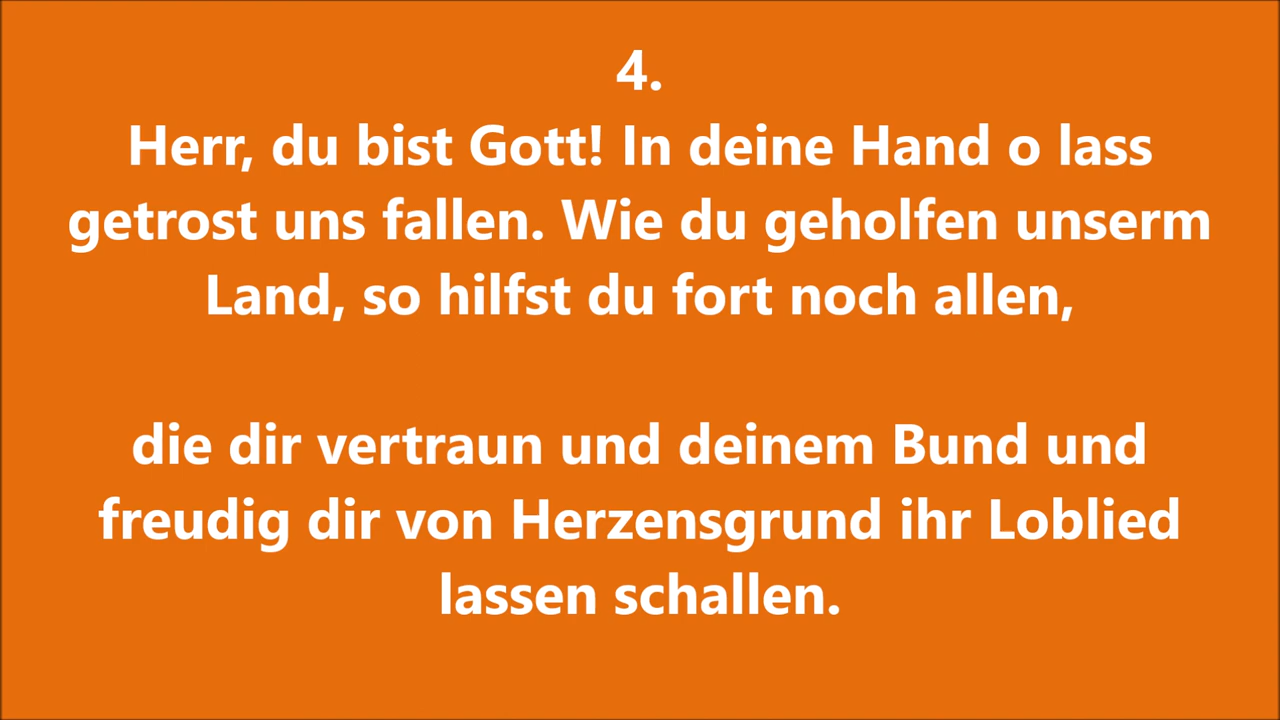 4.
Herr, du bist Gott! In deine Hand o lass
getrost uns fallen. Wie du geholfen unserm
Land, so hilfst du fort noch allen,
die dir vertraun und deinem Bund und
freudig dir von Herzensgrund ihr Loblied
lassen schallen.